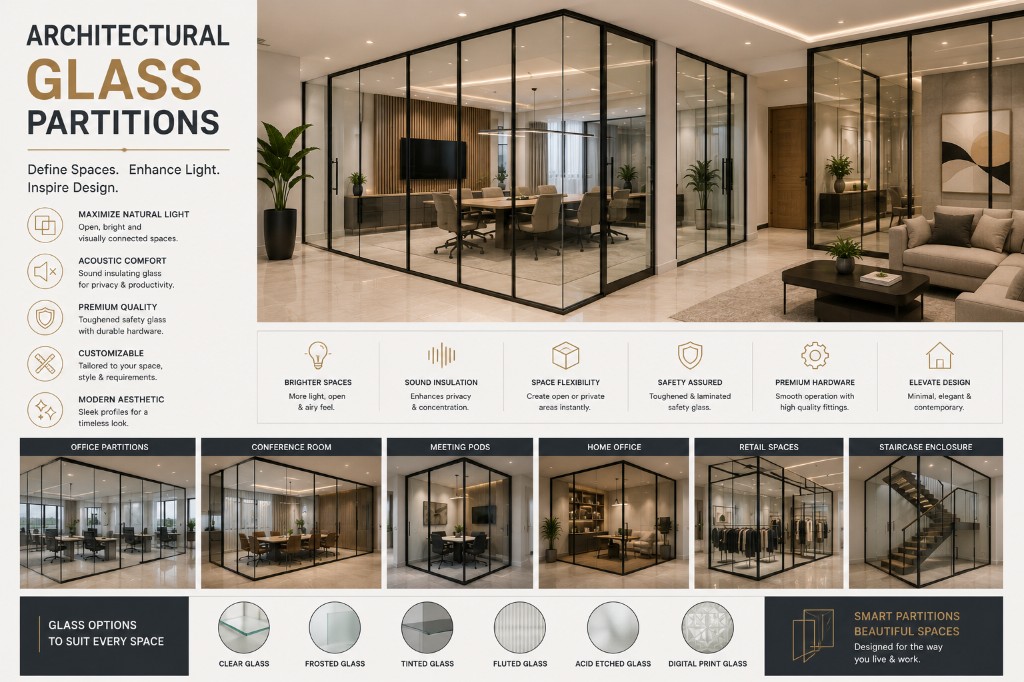 ARCHITECTURAL
GLASS
PARTITIONS
Define Spaces. Enhance Light.
Inspire Design.
MAXIMIZE NATURAL LIGHT
Open, bright and
visually connected spaces.
ACOUSTIC COMFORT
Sound insulating glass
for privacy & productivity.
PREMIUM QUALITY
Toughened safety glass
with durable hardware.
CUSTOMIZABLE
Tailored to your space,
style & requirements.
MODERN AESTHETIC
Sleek profiles for a
timeless look.
BRIGHTER SPACES
More light, open
& airy feel.
SOUND INSULATION
Enhances privacy
& concentration.
SPACE FLEXIBILITY
Create open or private
areas instantly.
SAFETY ASSURED
Toughened & laminated
safety glass.
PREMIUM HARDWARE
Smooth operation with
high quality fittings.
ELEVATE DESIGN
Minimal, elegant &
contemporary.
OFFICE PARTITIONS
CONFERENCE ROOM
MEETING PODS
HOME OFFICE
RETAIL SPACES
STAIRCASE ENCLOSURE
GLASS OPTIONS
TO SUIT EVERY SPACE
CLEAR GLASS
FROSTED GLASS
TINTED GLASS
FLUTED GLASS
ACID ETCHED GLASS
DIGITAL PRINT GLASS
SMART PARTITIONS
BEAUTIFUL SPACES
Designed for the way
you live & work.